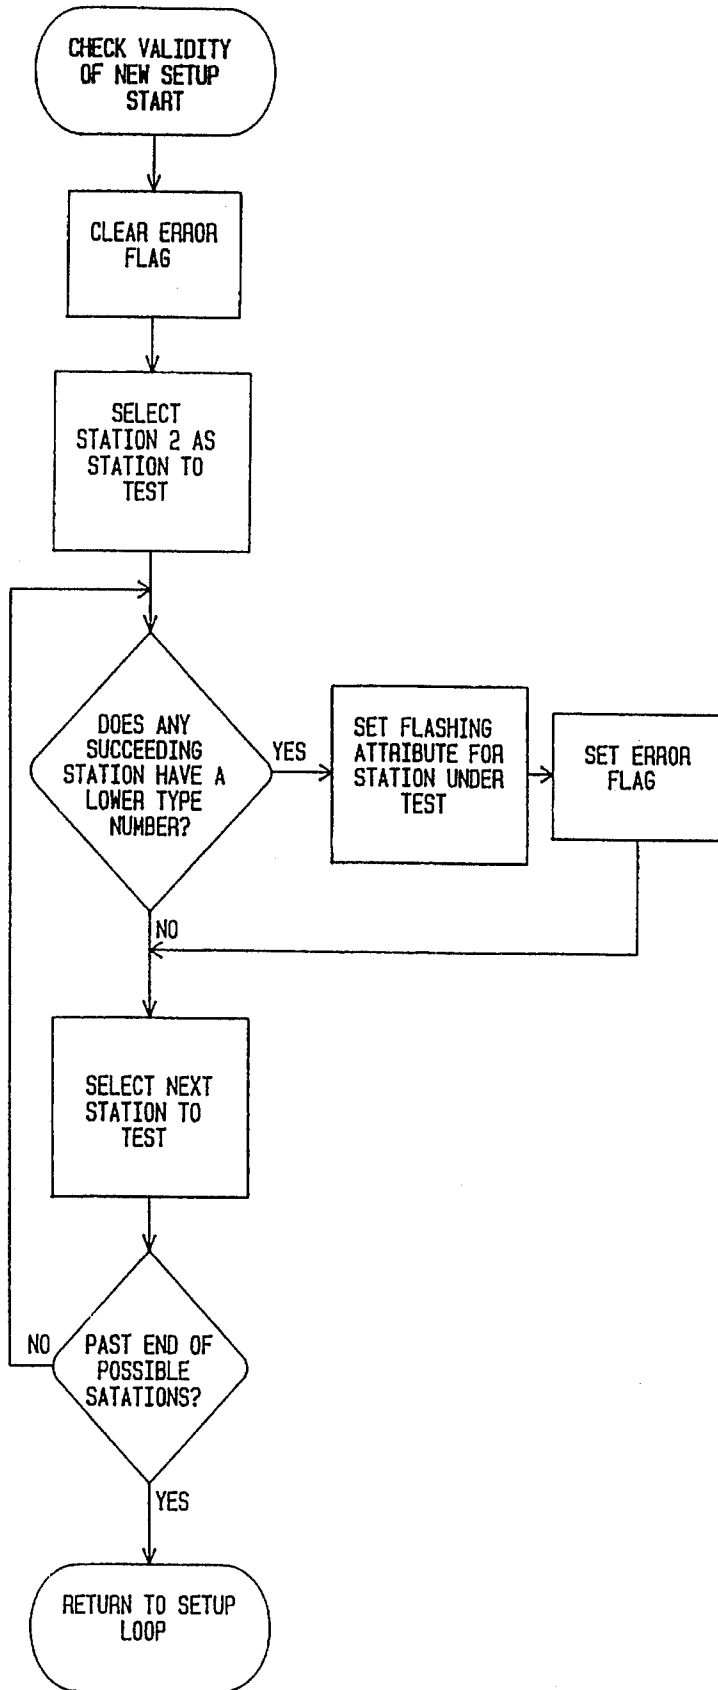 CHECK VALIDITY
OF NEW SETUP
START
CLEAR ERROR
FLAG
SELECT
STATION 2 AS
STATION TO
TEST
DOES ANY
SUCCEEDING
STATION HAVE A
LOWER TYPE
NUMBER?
YES
SET FLASHING
ATTRIBUTE FOR
STATION UNDER
TEST
SET ERROR
FLAG
NO
SELECT NEXT
STATION TO
TEST
NO
PAST END OF
POSSIBLE
SATATIONS?
YES
RETURN TO SETUP
LOOP